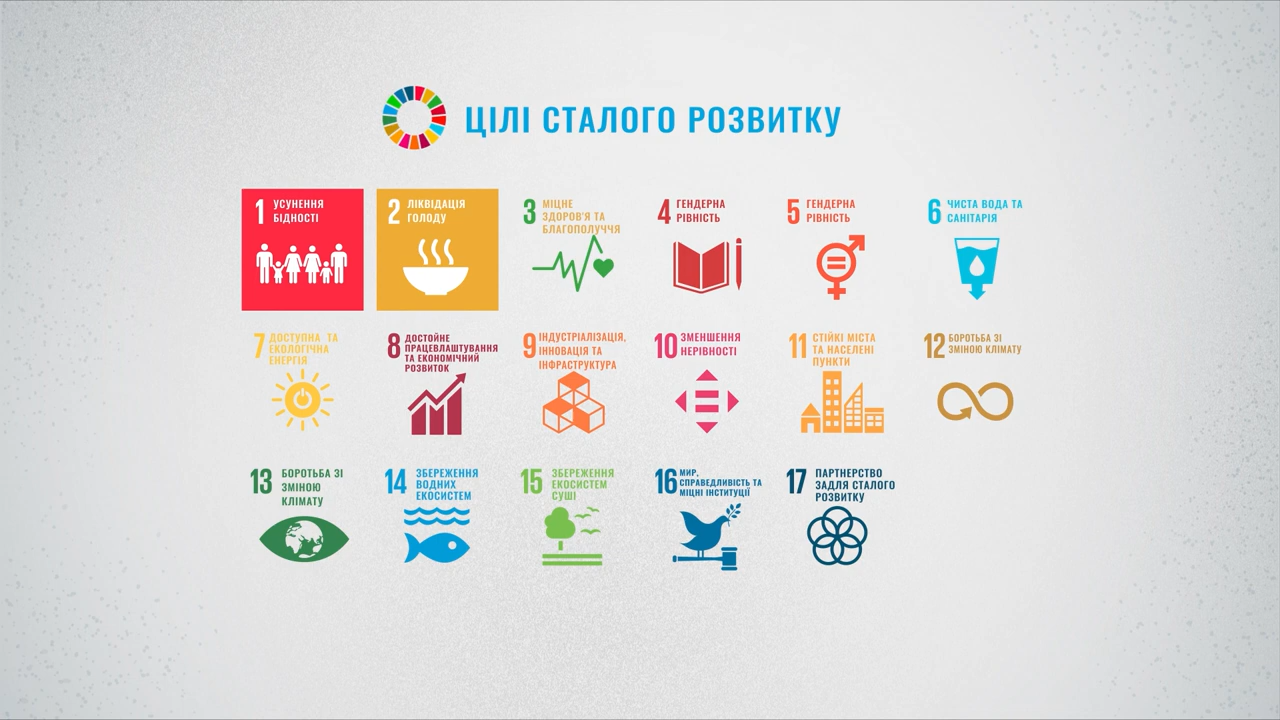 ЦІЛІ СТАЛОГО РОЗВИТКУ
1 УСУНЕННЯ
БІДНОСТІ
2 ЛІКВІДАЦІЯ
ГОЛОДУ
3 МІЦНЕ
ЗДОРОВ'Я ТА
БЛАГОПОЛУЧЧЯ
4 ГЕНДЕРНА
РІВНІСТЬ
5 ГЕНДЕРНА
РІВНІСТЬ
6 ЧИСТА ВОДА ТА
САНІТАРІЯ
7 ДОСТУПНА ТА
ЕКОЛОГІЧНА
ЕНЕРГІЯ
8 ДОСТОЙНЕ
ПРАЦЕВЛАШТУВАННЯ
ТА ЕКОНОМІЧНИЙ
РОЗВИТОК
9 ІНДУСТРІАЛІЗАЦІЯ,
ІННОВАЦІЯ ТА
ІНФРАСТРУКТУРА
10 ЗМЕНШЕННЯ
НЕРІВНОСТІ
11 СТІЙКІ МІСТА
ТА НАСЕЛЕНІ
ПУНКТИ
12 БОРОТЬБА ЗІ
ЗМІНОЮ КЛІМАТУ
13 БОРОТЬБА ЗІ
ЗМІНОЮ
КЛІМАТУ
14 ЗБЕРЕЖЕННЯ
ВОДНИХ
ЕКОСИСТЕМ
15 ЗБЕРЕЖЕННЯ
ЕКОСИСТЕМ
СУШІ
16 МИР,
СПРАВЕДЛИВІСТЬ ТА
МІЦНІ ІНСТИТУЦІЇ
17 ПАРТНЕРСТВО
ЗАДЛЯ СТАЛОГО
РОЗВИТКУ